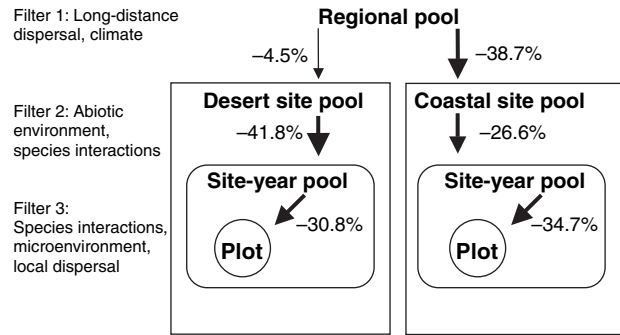 Filter 1: Long-distance
dispersal, climate
Regional pool
–4.5%
–38.7%
Filter 2: Abiotic
environment,
species interactions
Desert site pool
–41.8%
Coastal site pool
–26.6%
Filter 3:
Species interactions,
microenvironment,
local dispersal
Site-year pool
–30.8%
Plot
Site-year pool
–34.7%
Plot